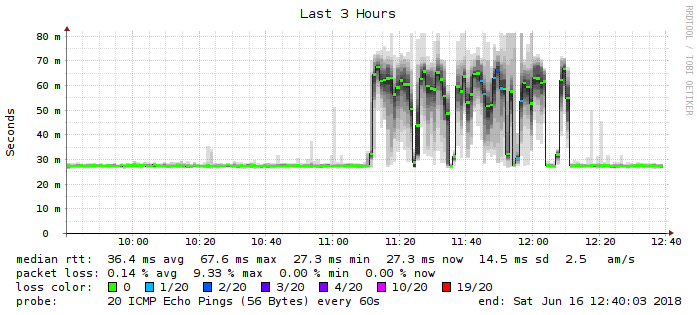 Last 3 Hours
RRDTOOL / TOBI OETIKER
Seconds
80 m
70 m
60 m
50 m
40 m
30 m
20 m
10 m
0
10:00 10:20 10:40 11:00 11:20 11:40 12:00 12:20 12:40
median rtt: 36.4 ms avg 67.6 ms max 27.3 ms min 27.3 ms now 14.5 ms sd 2.5 am/s
packet loss: 0.14 % avg 9.33 % max 0.00 % min 0.00 % now
loss color: 0 1/20 2/20 3/20 4/20 10/20 19/20
probe: 20 ICMP Echo Pings (56 Bytes) every 60s end: Sat Jun 16 12:40:03 2018